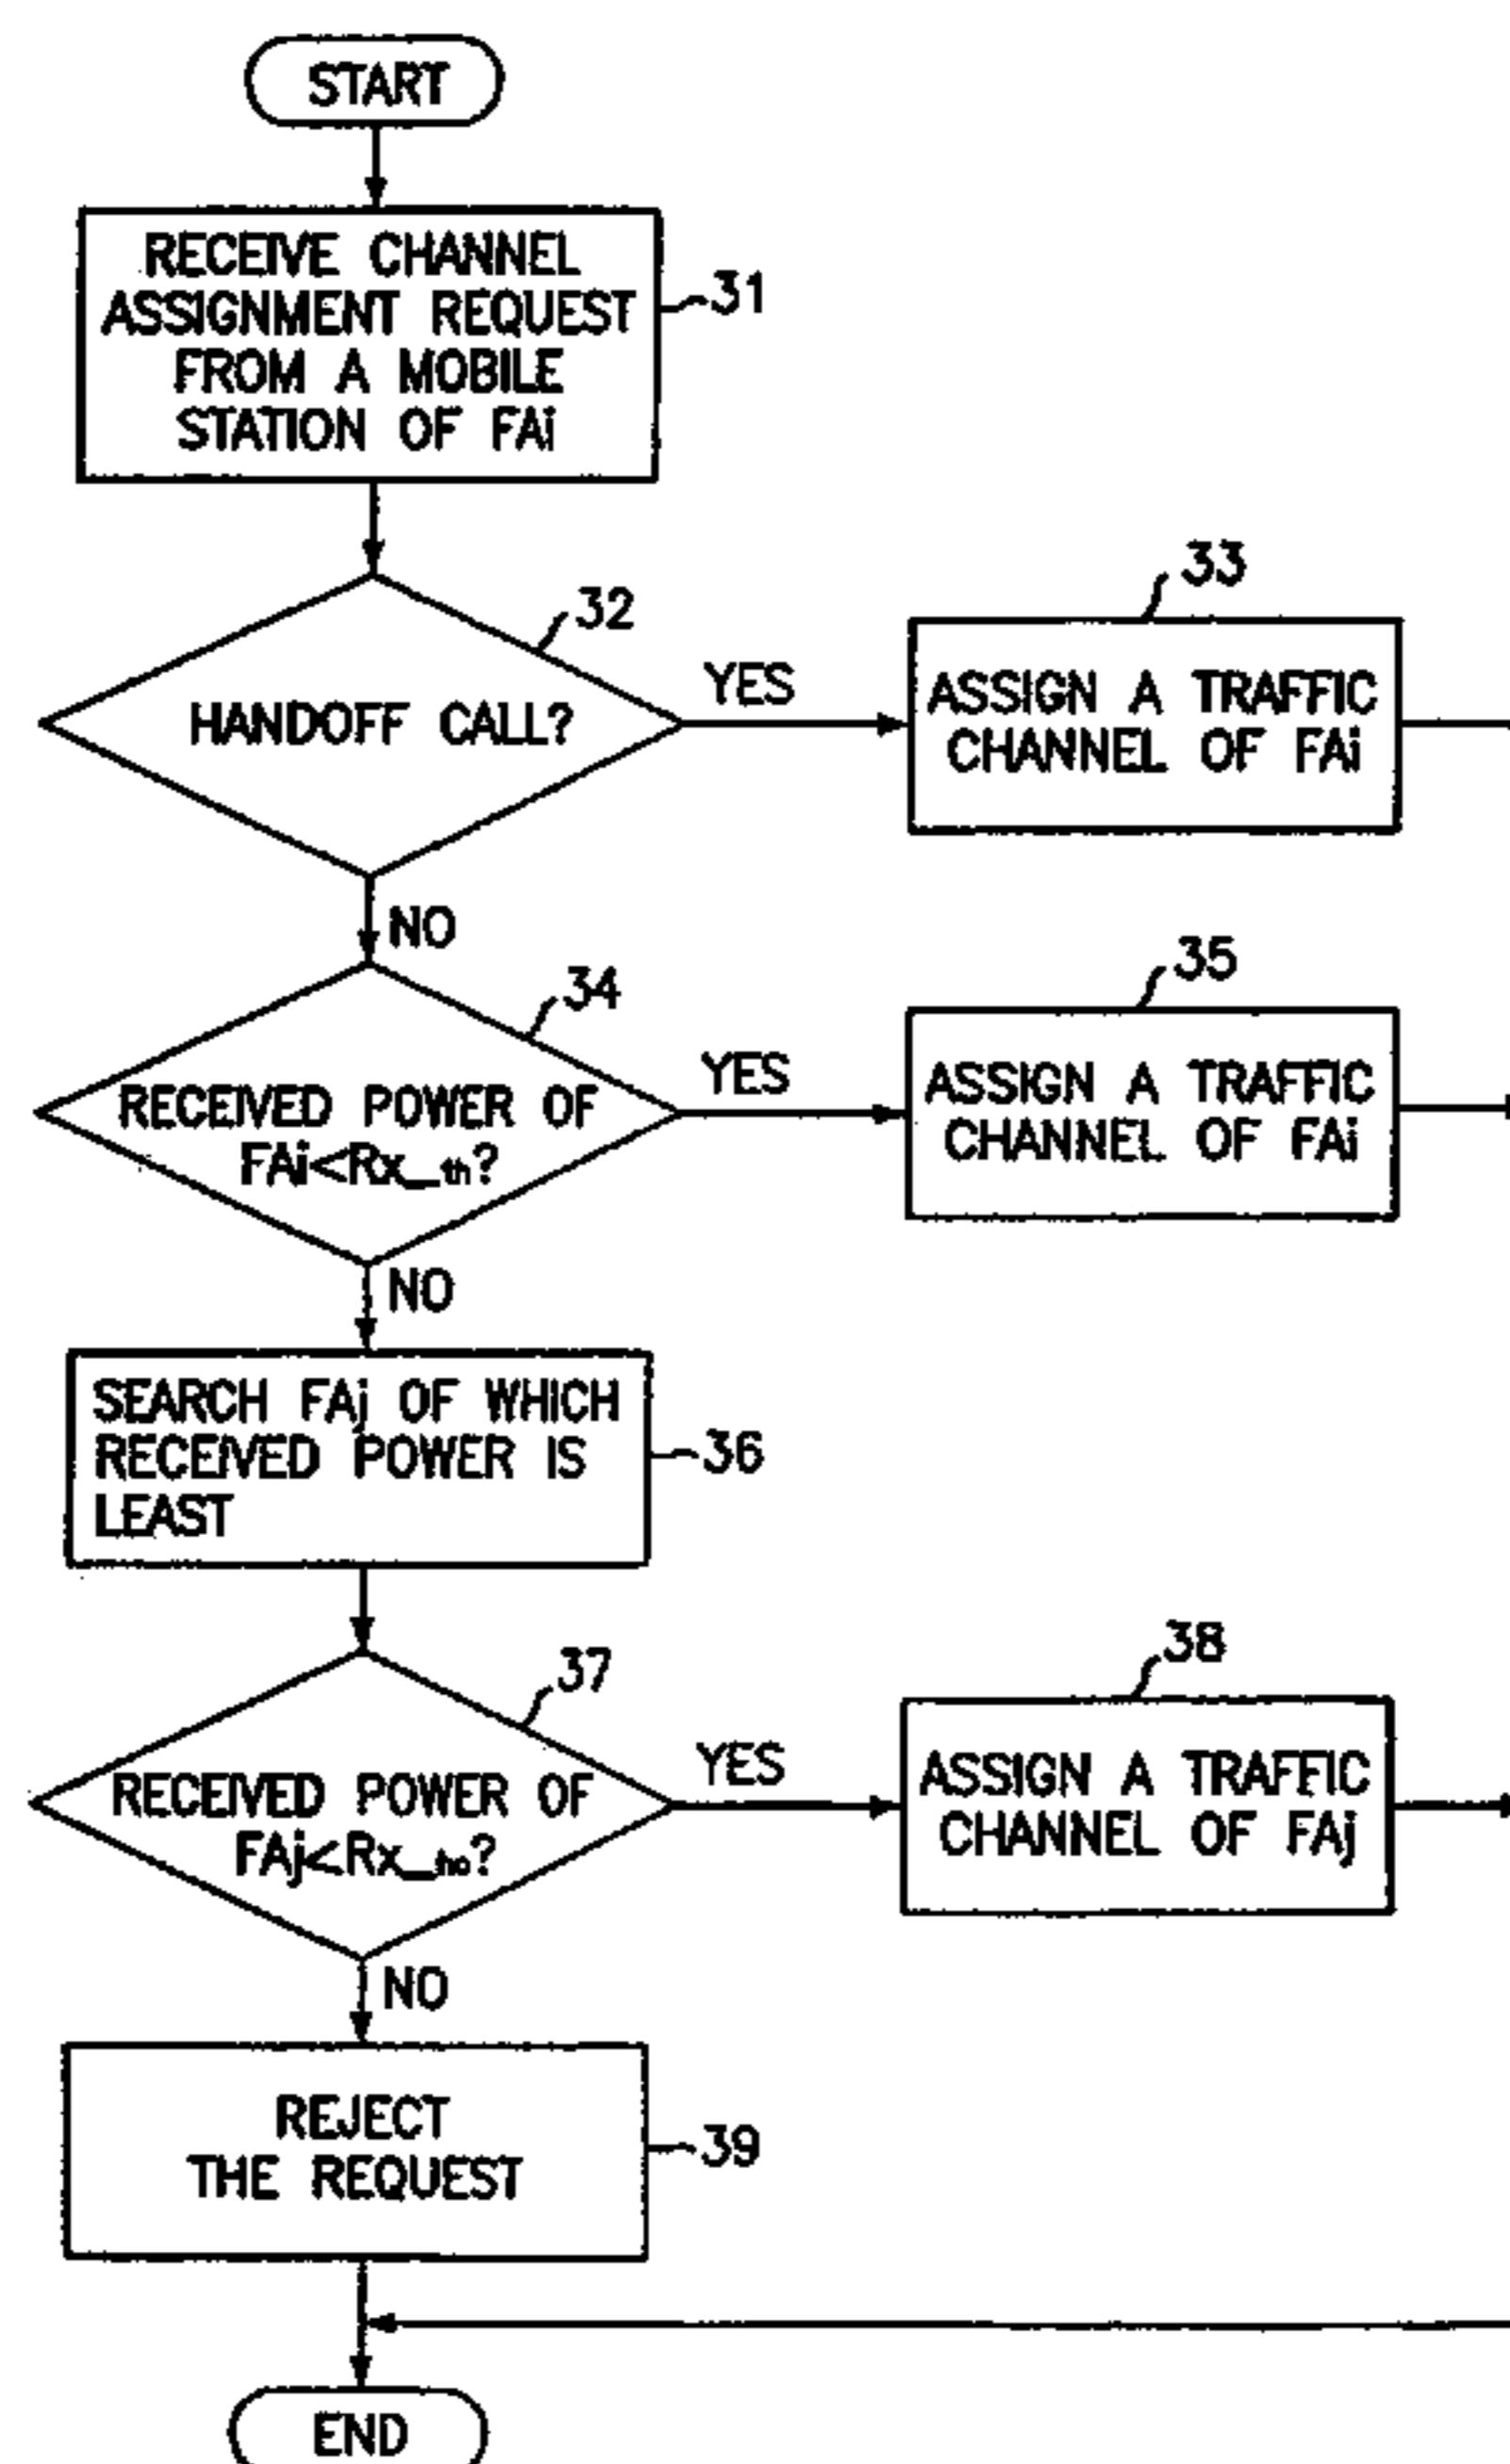 START
RECEIVE CHANNEL
ASSIGNMENT REQUEST
FROM A MOBILE
STATION OF FAi
31
32
HANDOFF CALL?
YES
33
ASSIGN A TRAFFIC
CHANNEL OF FAi
NO
34
RECEIVED POWER OF
FAi<Rx_th?
YES
35
ASSIGN A TRAFFIC
CHANNEL OF FAi
NO
SEARCH FAj OF WHICH
RECEIVED POWER IS
LEAST
36
37
RECEIVED POWER OF
FAj<Rx_ho?
YES
38
ASSIGN A TRAFFIC
CHANNEL OF FAj
NO
REJECT
THE REQUEST
39
END